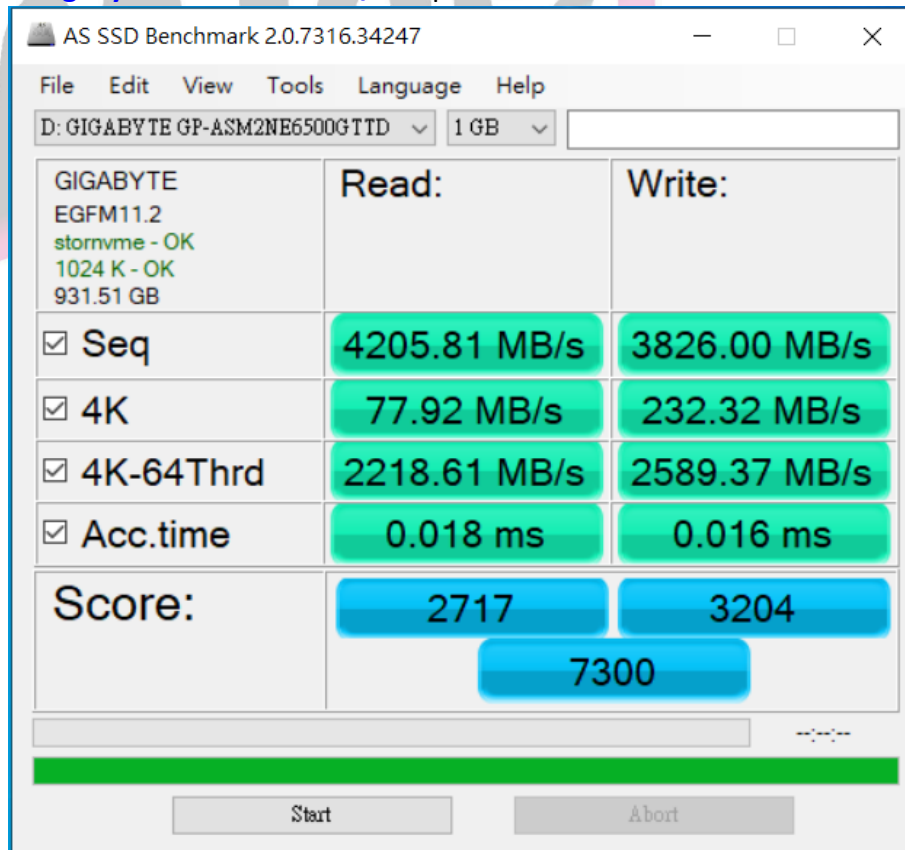 AS SSD Benchmark 2.0.7316.34247
File Edit View Tools Language Help
D: GIGABYTE GP-ASM2NE6500GTTD 1 GB
GIGABYTE
EGFM11.2
stornvme - OK
1024 K - OK
931.51 GB
Read: Write:
Seq 4205.81 MB/s 3826.00 MB/s
4K 77.92 MB/s 232.32 MB/s
4K-64Thrd 2218.61 MB/s 2589.37 MB/s
Acc.time 0.018 ms 0.016 ms
Score: 2717 3204
7300
--:--:--
Start Abort